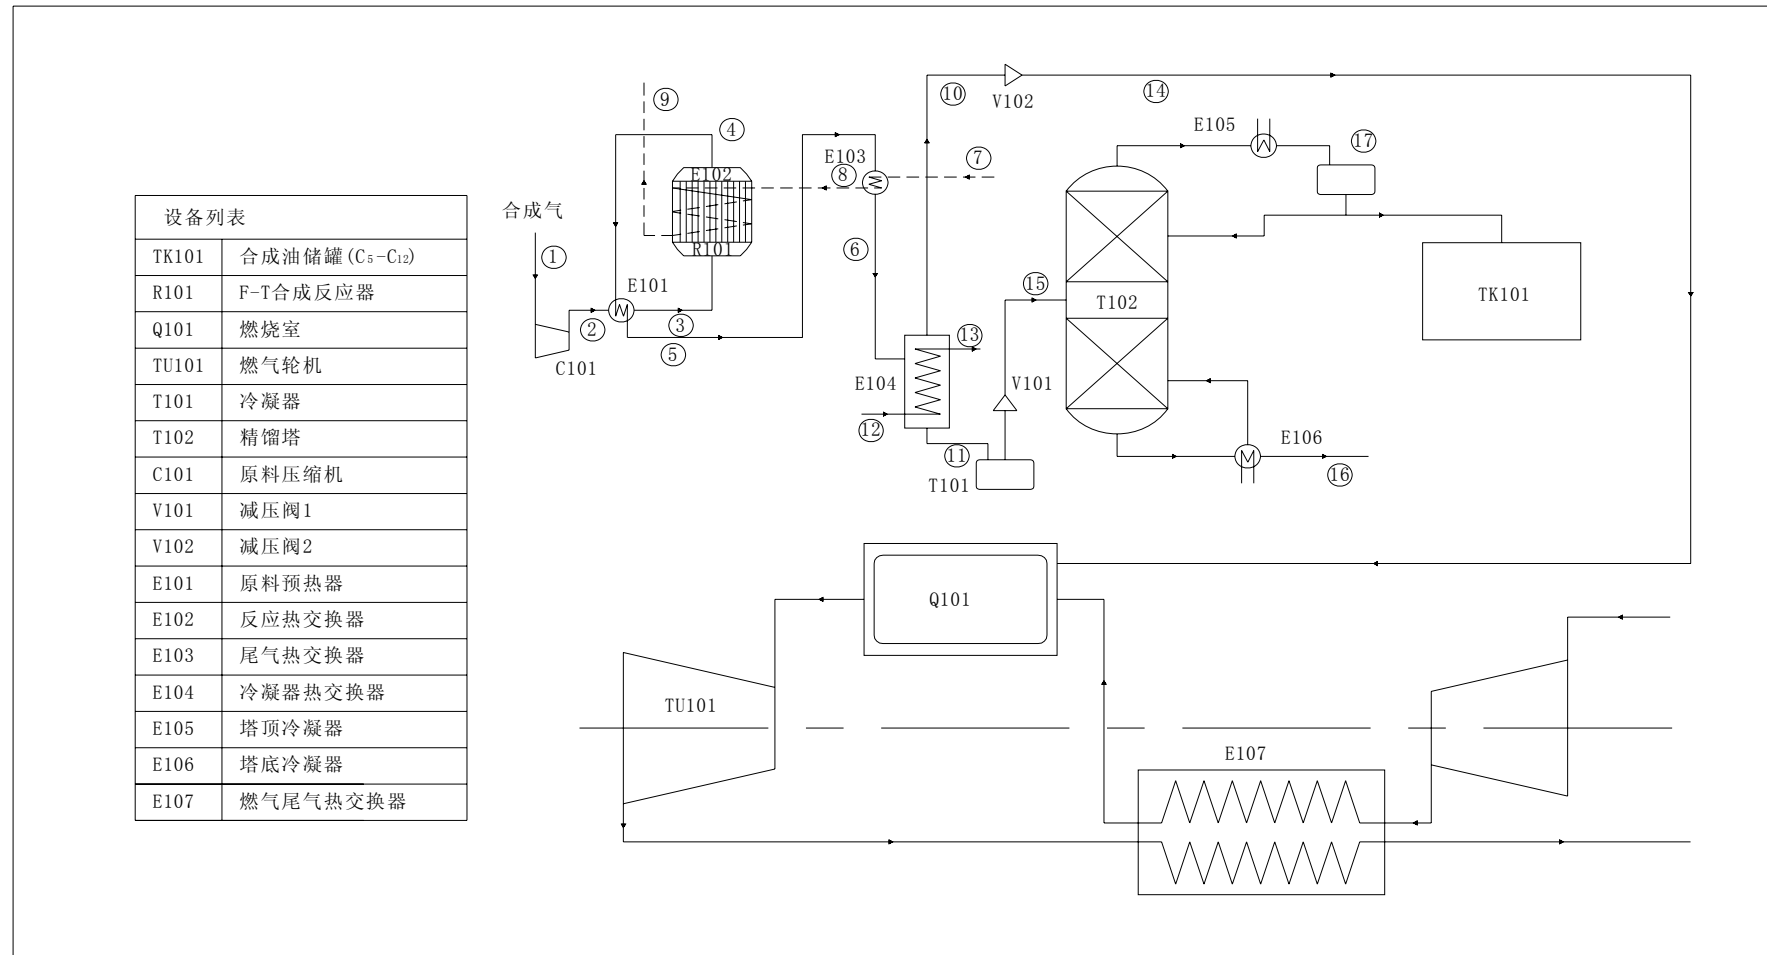 设备列表
TK101 合成油储罐(C₅-C₁₂)
R101 F-T合成反应器
Q101 燃烧室
TU101 燃气轮机
T101 冷凝器
T102 精馏塔
C101 原料压缩机
V101 减压阀1
V102 减压阀2
E101 原料预热器
E102 反应热交换器
E103 尾气热交换器
E104 冷凝器热交换器
E105 塔顶冷凝器
E106 塔底冷凝器
E107 燃气尾气热交换器
合成气
①
C101
②
E101
③
⑤
④
⑨
E102
R101
E103
⑧
⑦
⑥
E104
⑫
⑬
⑪
T101
⑩
V102
⑭
V101
⑮
T102
E105
⑰
TK101
E106
⑯
Q101
TU101
E107